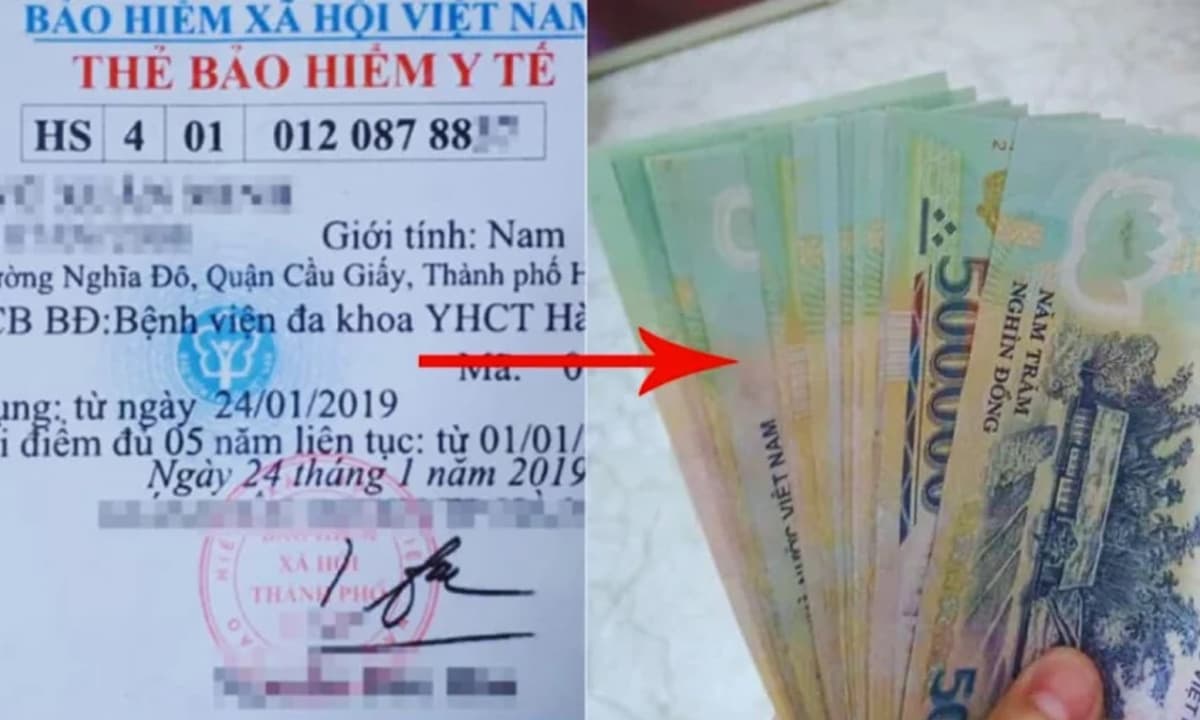 BẢO HIỂM XÃ HỘI VIỆT NAM
THẺ BẢO HIỂM Y TẾ
HS 4 01 012 087 88
Giới tính: Nam
ờng Nghĩa Đô, Quận Cầu Giấy, Thành phố H
CB BĐ:Bệnh viện đa khoa YHCT Hà
Mã: 0
ụng: từ ngày 24/01/2019
i điểm đủ 05 năm liên tục: từ 01/01/
Ngày 24 tháng 1 năm 2019
XÃ HỘI
THÀNH PHỐ
VIỆT NAM
500000
NĂM TRĂM
NGHÌN ĐỒNG
50